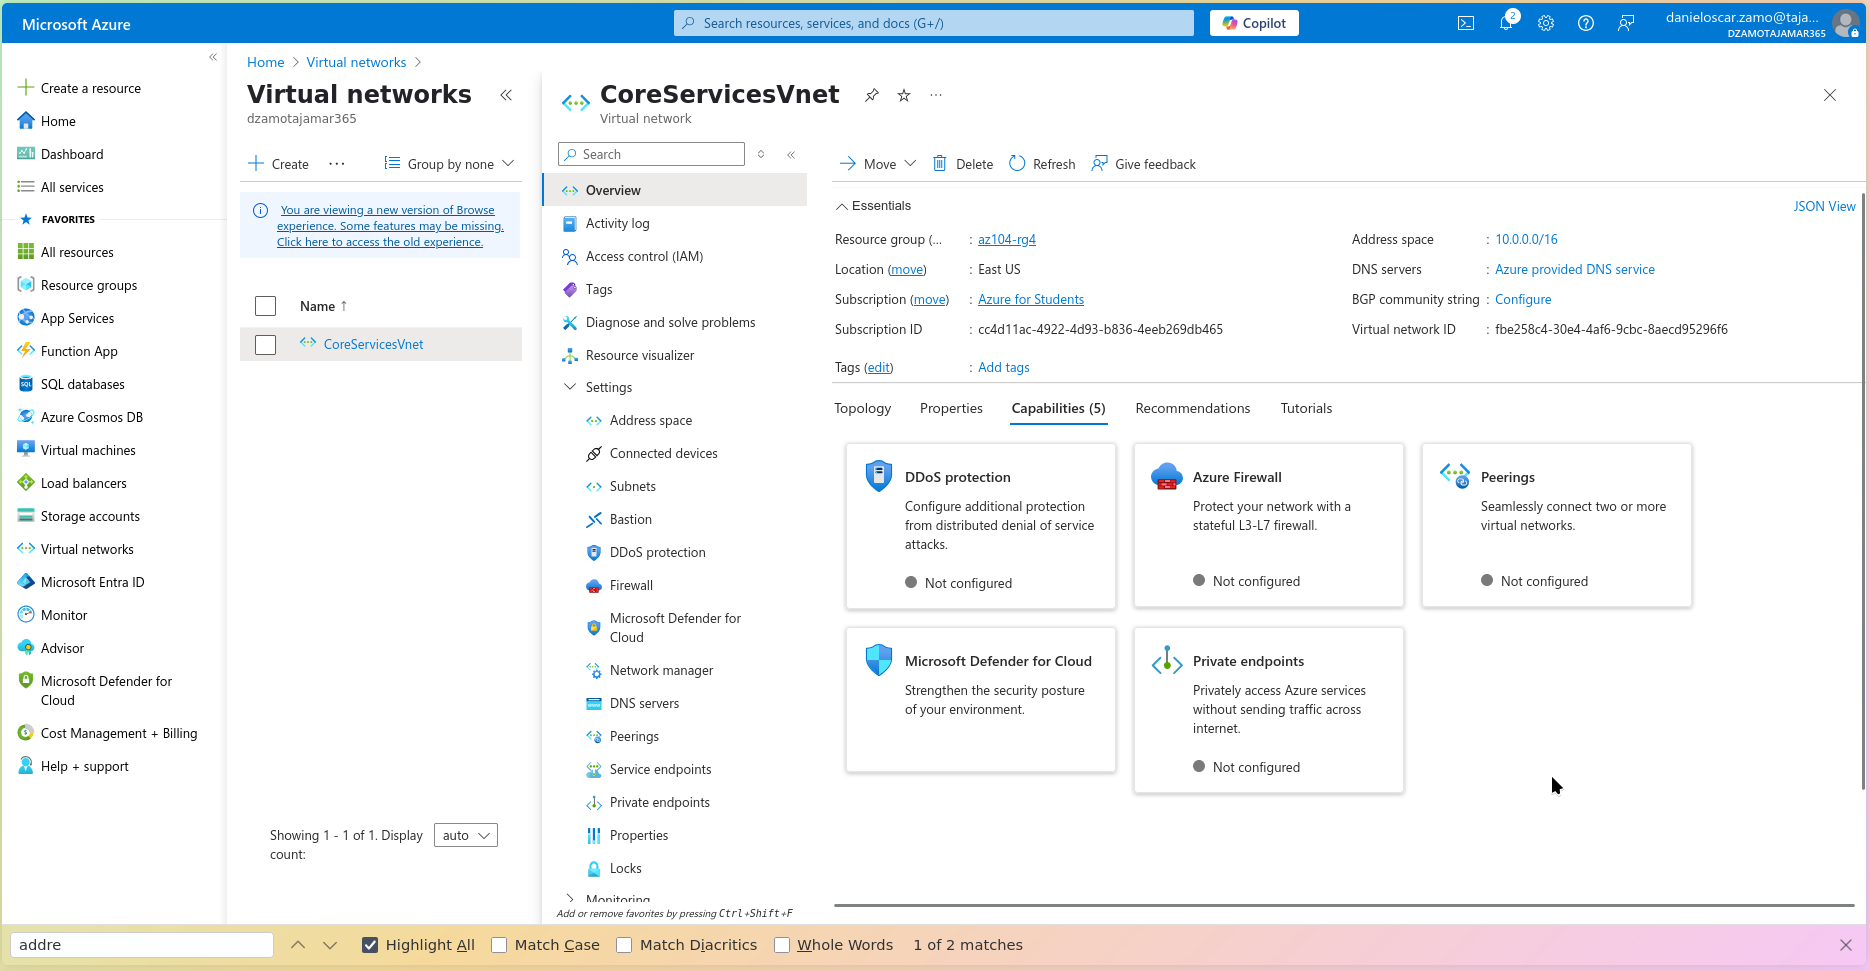 Microsoft Azure
Search resources, services, and docs (G+/)
Copilot
2
danieloscar.zamo@taja...
DZAMOTAJAMAR365
Create a resource
Home
Dashboard
All services
FAVORITES
All resources
Resource groups
App Services
Function App
SQL databases
Azure Cosmos DB
Virtual machines
Load balancers
Storage accounts
Virtual networks
Microsoft Entra ID
Monitor
Advisor
Microsoft Defender for
Cloud
Cost Management + Billing
Help + support
Home > Virtual networks >
Virtual networks
dzamotajamar365
Create
Group by none
You are viewing a new version of Browse
experience. Some features may be missing.
Click here to access the old experience.
Name ↑
CoreServicesVnet
Showing 1 - 1 of 1. Display
count:
auto
CoreServicesVnet
Virtual network
Search
Overview
Activity log
Access control (IAM)
Tags
Diagnose and solve problems
Resource visualizer
Settings
Address space
Connected devices
Subnets
Bastion
DDoS protection
Firewall
Microsoft Defender for
Cloud
Network manager
DNS servers
Peerings
Service endpoints
Private endpoints
Properties
Locks
Monitoring
Add or remove favorites by pressing Ctrl+Shift+F
Move
Delete
Refresh
Give feedback
Essentials
JSON View
Resource group (... : az104-rg4
Location (move) : East US
Subscription (move) : Azure for Students
Subscription ID : cc4d11ac-4922-4d93-b836-4eeb269db465
Tags (edit) : Add tags
Address space : 10.0.0.0/16
DNS servers : Azure provided DNS service
BGP community string : Configure
Virtual network ID : fbe258c4-30e4-4af6-9cbc-8aecd95296f6
Topology
Properties
Capabilities (5)
Recommendations
Tutorials
DDoS protection
Configure additional protection
from distributed denial of service
attacks.
Not configured
Azure Firewall
Protect your network with a
stateful L3-L7 firewall.
Not configured
Peerings
Seamlessly connect two or more
virtual networks.
Not configured
Microsoft Defender for Cloud
Strengthen the security posture
of your environment.
Private endpoints
Privately access Azure services
without sending traffic across
internet.
Not configured
addre
Highlight All
Match Case
Match Diacritics
Whole Words
1 of 2 matches